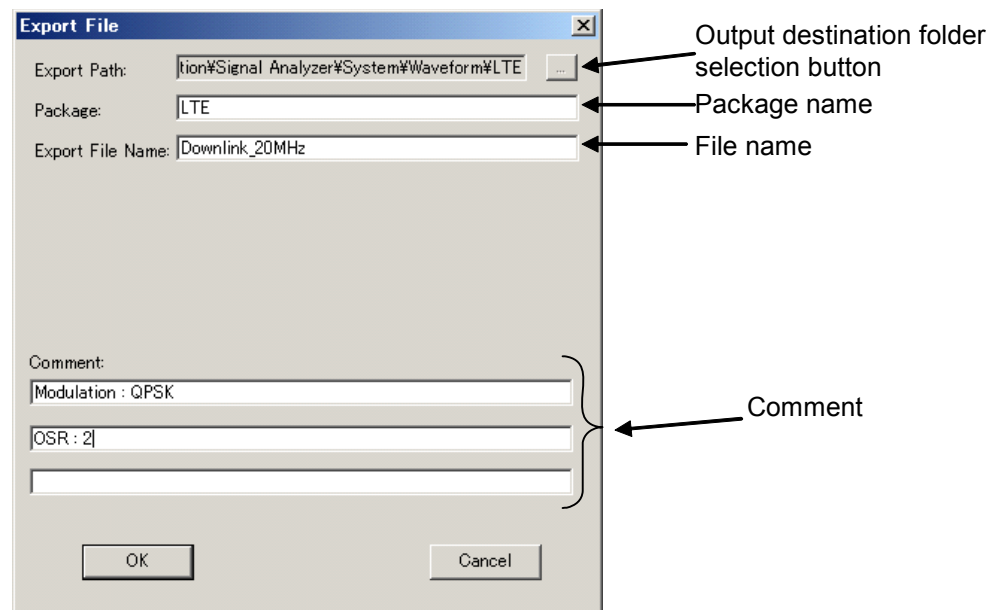 Export File
Export Path: tion¥Signal Analyzer¥System¥Waveform¥LTE ...
Output destination folder
selection button
Package: LTE
Package name
Export File Name: Downlink_20MHz
File name
Comment:
Modulation : QPSK
OSR : 2
Comment
OK Cancel